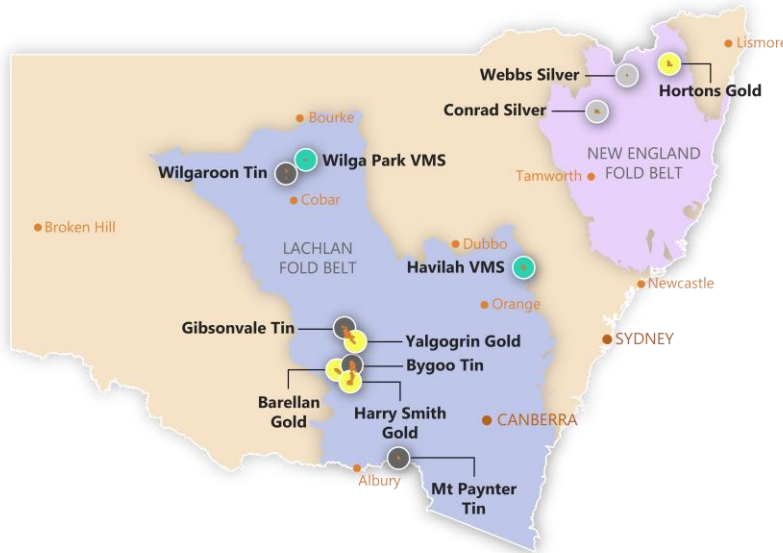 Lismore
Webbs Silver
Hortons Gold
Conrad Silver
Bourke
NEW ENGLAND
FOLD BELT
Wilga Park VMS
Wilgaroon Tin
Tamworth
Cobar
Broken Hill
LACHLAN
FOLD BELT
Dubbo
Havilah VMS
Newcastle
Orange
Gibsonvale Tin
Yalgogrin Gold
SYDNEY
Bygoo Tin
Barellan
Gold
Harry Smith
Gold
CANBERRA
Albury
Mt Paynter
Tin